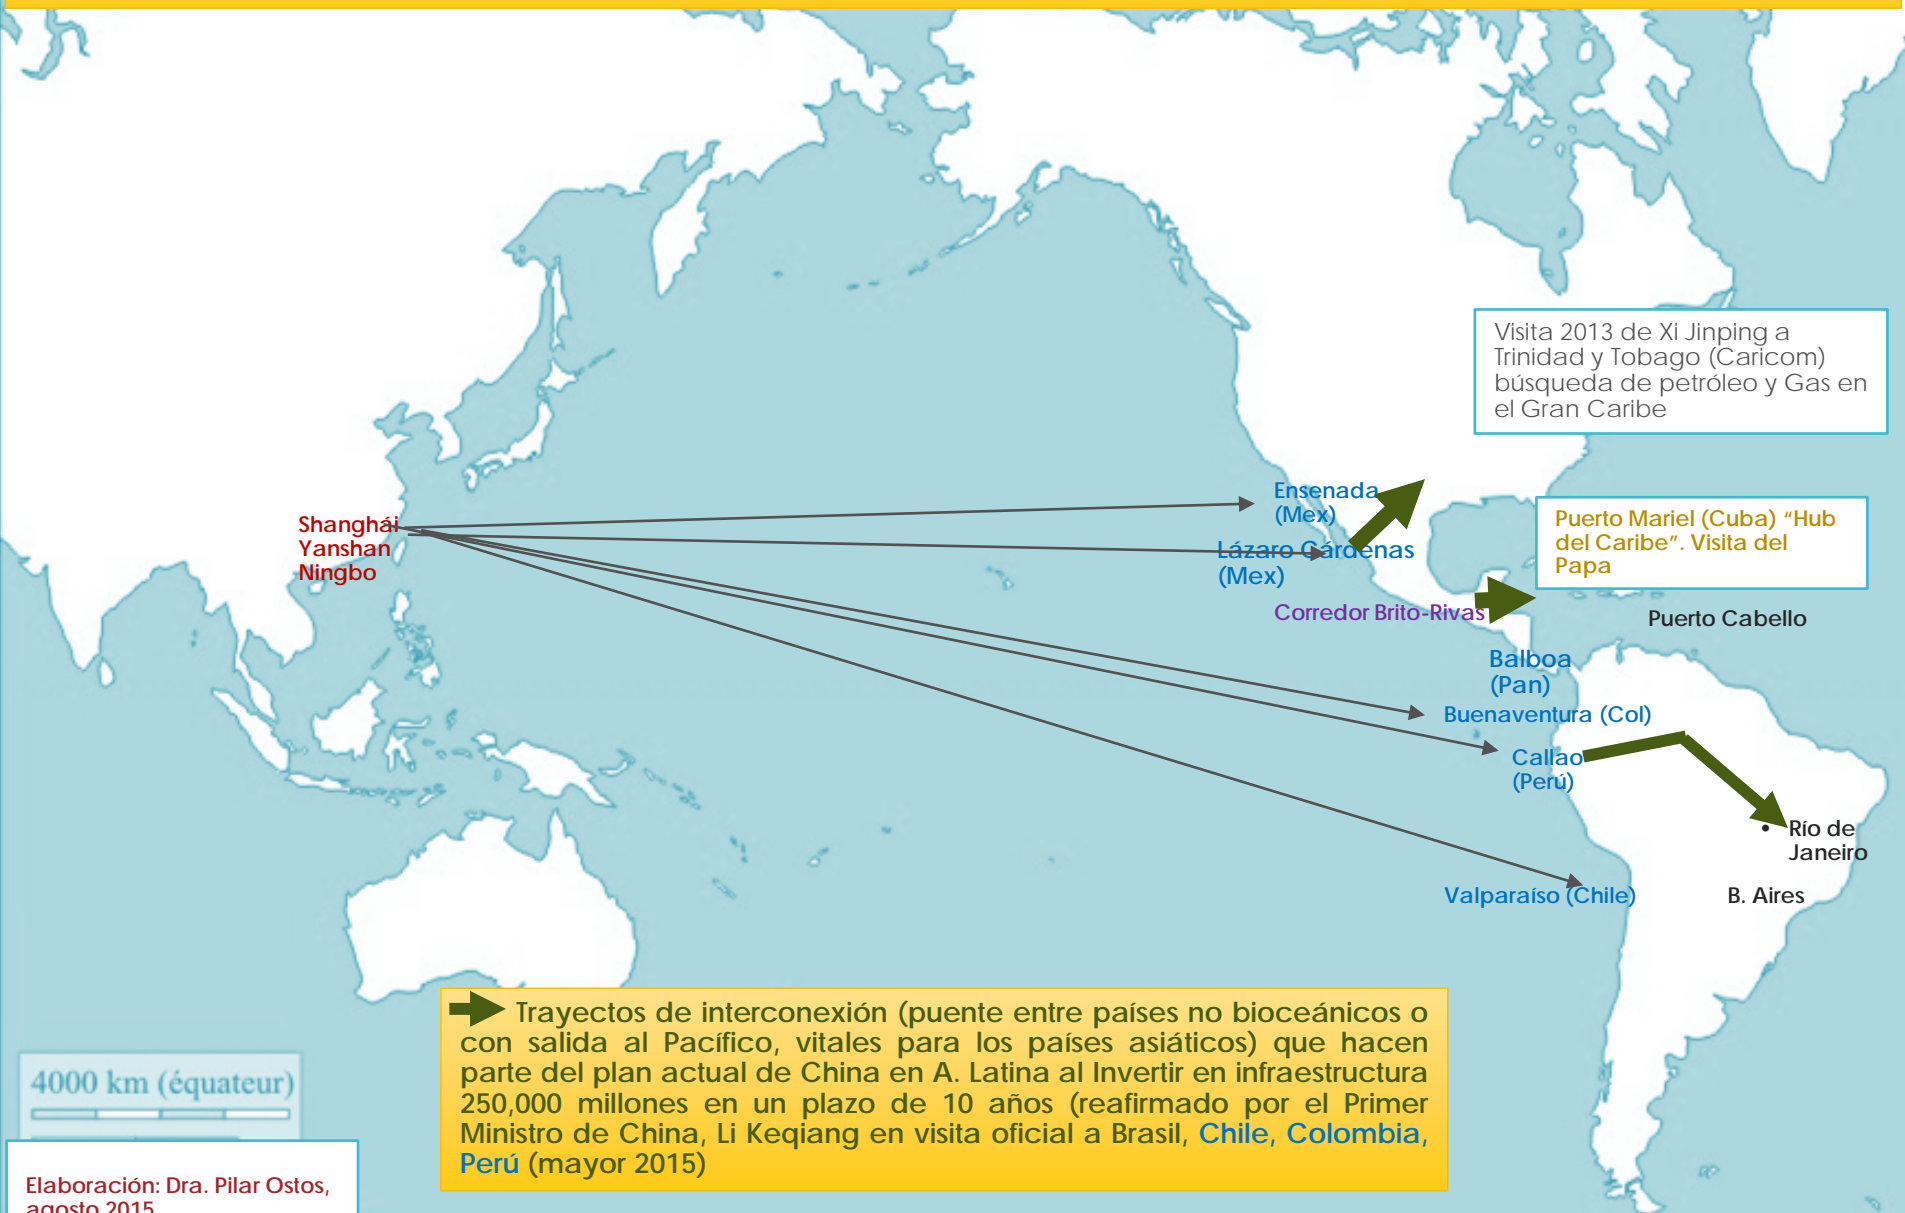 Visita 2013 de Xi Jinping a
Trinidad y Tobago (Caricom)
búsqueda de petróleo y Gas en
el Gran Caribe
Ensenada
(Mex)
Shanghái
Yanshan
Ningbo
Lázaro Cárdenas
(Mex)
Puerto Mariel (Cuba) “Hub
del Caribe”. Visita del
Papa
Corredor Brito-Rivas
Puerto Cabello
Balboa
(Pan)
Buenaventura (Col)
Callao
(Perú)
• Río de
Janeiro
Valparaíso (Chile)
B. Aires
Trayectos de interconexión (puente entre países no bioceánicos o
con salida al Pacífico, vitales para los países asiáticos) que hacen
parte del plan actual de China en A. Latina al Invertir en infraestructura
250,000 millones en un plazo de 10 años (reafirmado por el Primer
Ministro de China, Li Keqiang en visita oficial a Brasil, Chile, Colombia,
Perú (mayor 2015)
4000 km (équateur)
Elaboración: Dra. Pilar Ostos,
agosto 2015